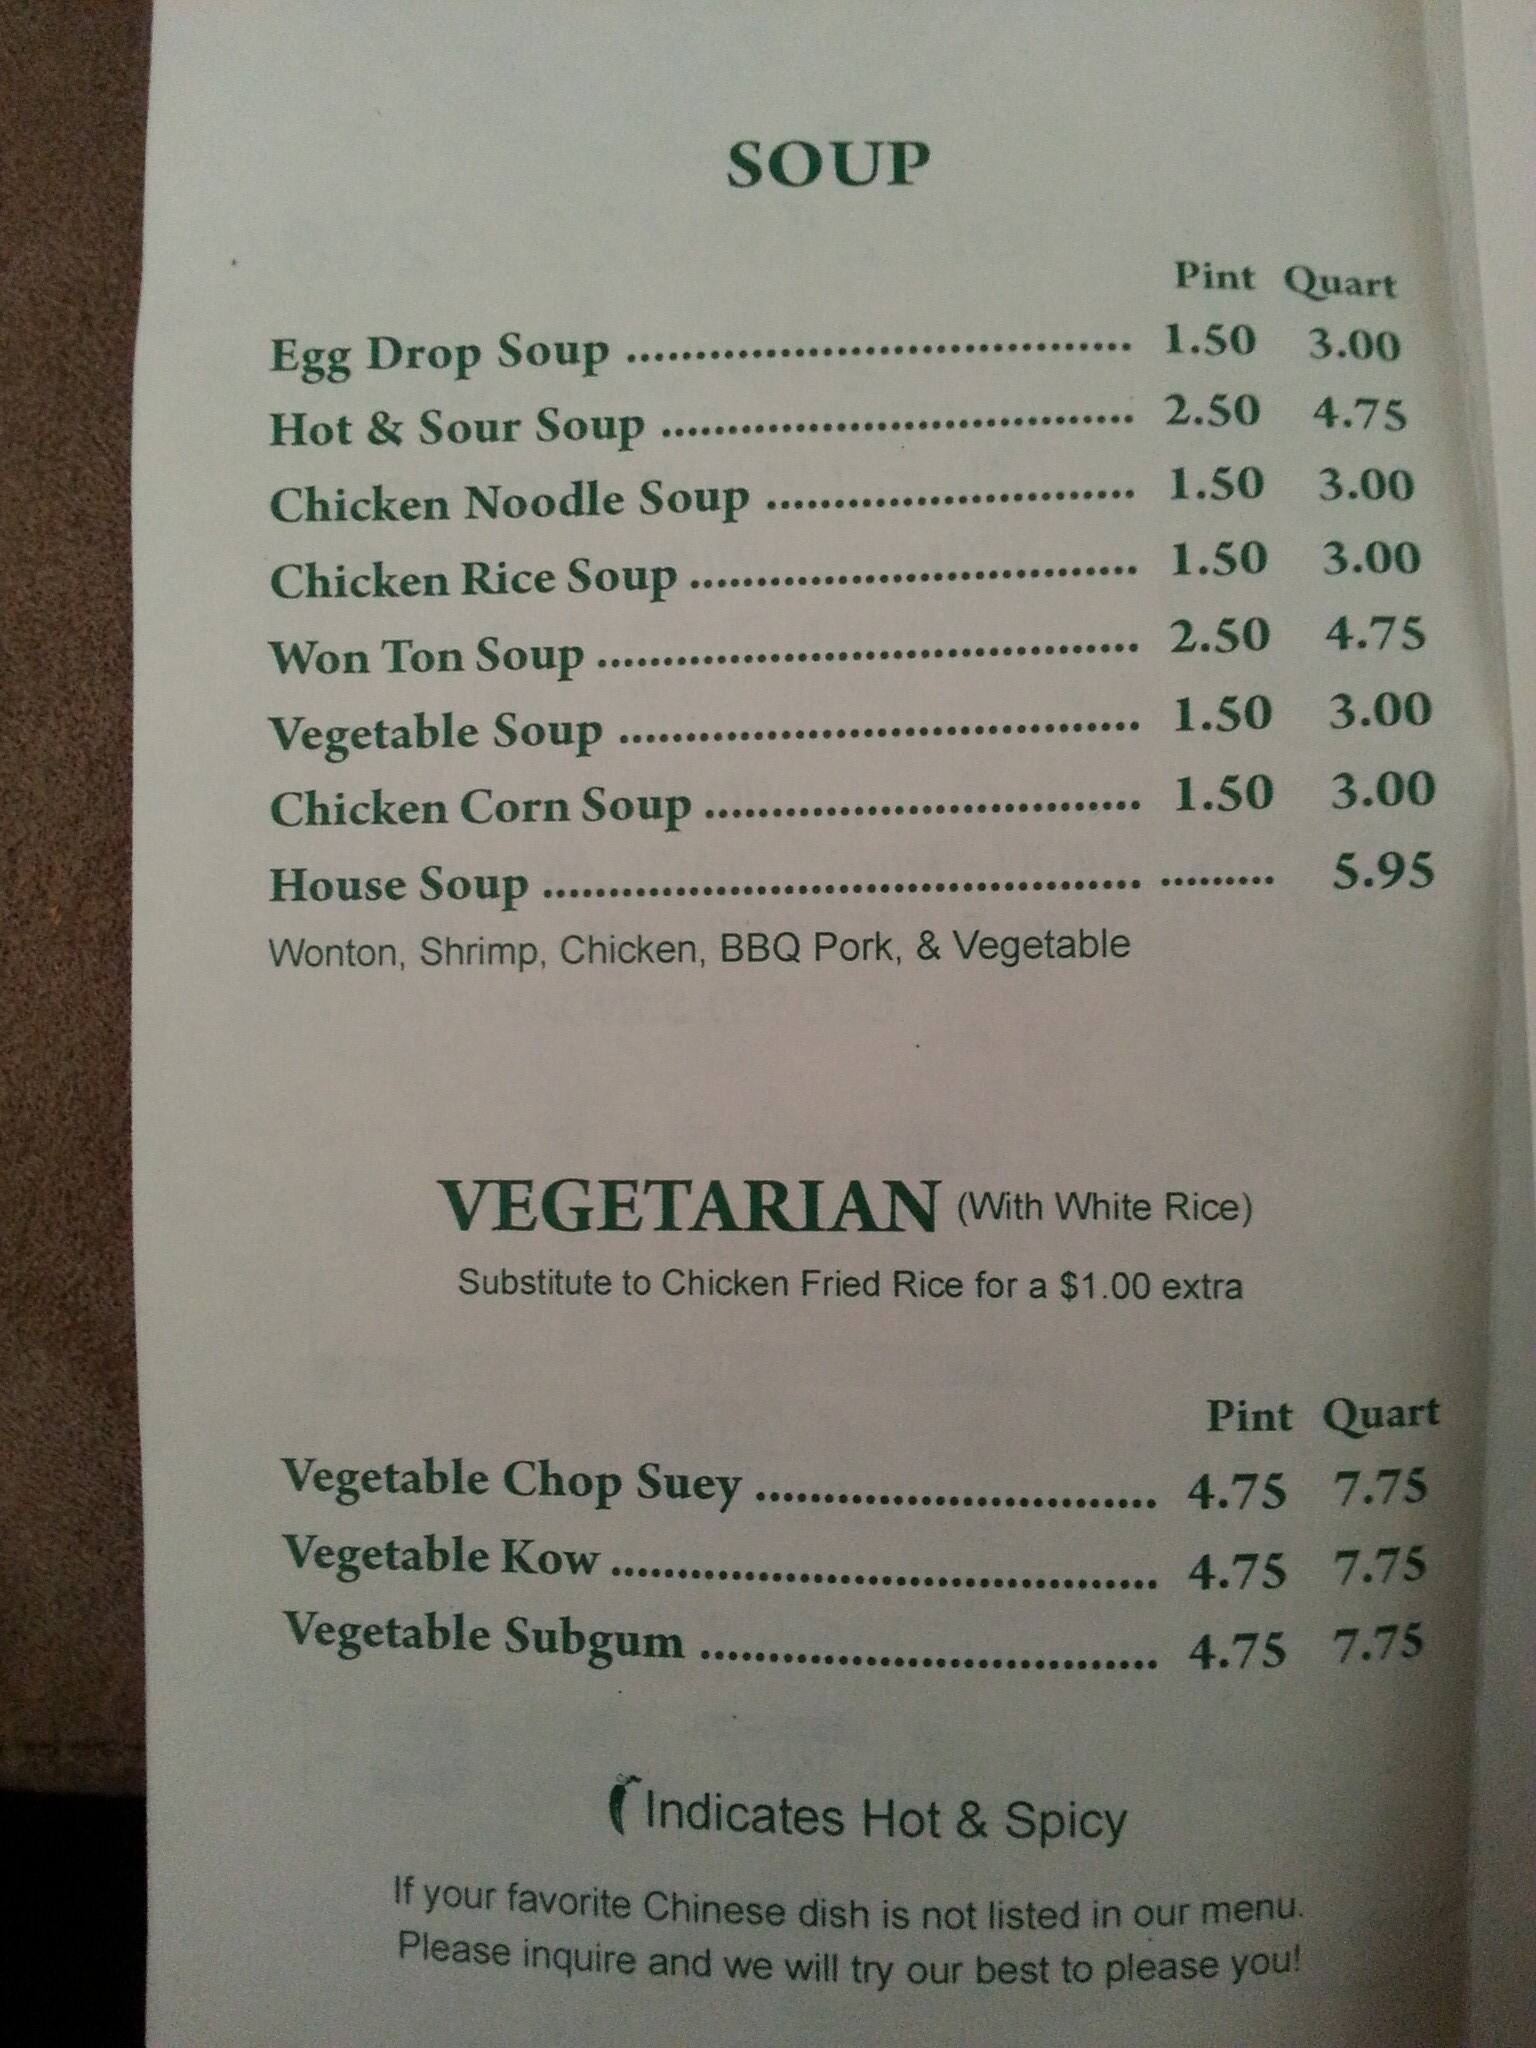 SOUP
Pint Quart
Egg Drop Soup ...................................... 1.50 3.00
Hot & Sour Soup .................................... 2.50 4.75
Chicken Noodle Soup ............................ 1.50 3.00
Chicken Rice Soup .................................. 1.50 3.00
Won Ton Soup ......................................... 2.50 4.75
Vegetable Soup ....................................... 1.50 3.00
Chicken Corn Soup ................................. 1.50 3.00
House Soup ............................................. ......... 5.95
Wonton, Shrimp, Chicken, BBQ Pork, & Vegetable
VEGETARIAN (With White Rice)
Substitute to Chicken Fried Rice for a $1.00 extra
Pint Quart
Vegetable Chop Suey .............................. 4.75 7.75
Vegetable Kow ......................................... 4.75 7.75
Vegetable Subgum .................................. 4.75 7.75
Indicates Hot & Spicy
If your favorite Chinese dish is not listed in our menu.
Please inquire and we will try our best to please you!